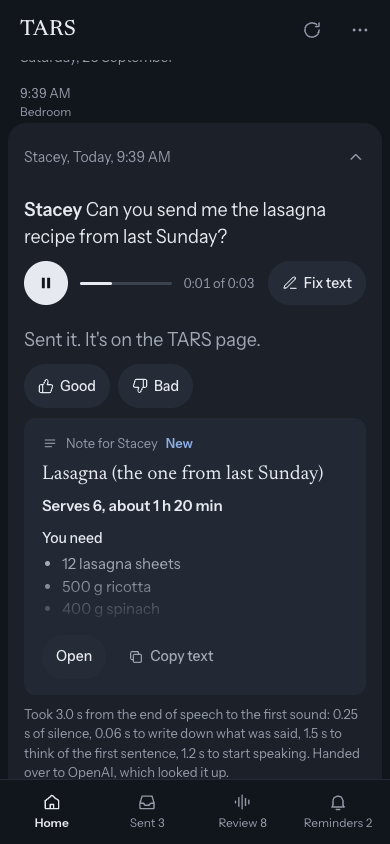 TARS
Saturday, 26 September
9:39 AM
Bedroom
Stacey, Today, 9:39 AM
Stacey Can you send me the lasagna
recipe from last Sunday?
0:01 of 0:03
Fix text
Sent it. It's on the TARS page.
Good
Bad
Note for Stacey New
Lasagna (the one from last Sunday)
Serves 6, about 1 h 20 min
You need
12 lasagna sheets
500 g ricotta
400 g spinach
Open
Copy text
Took 3.0 s from the end of speech to the first sound: 0.25
s of silence, 0.06 s to write down what was said, 1.5 s to
think of the first sentence, 1.2 s to start speaking. Handed
over to OpenAI, which looked it up.
Home
Sent 3
Review 8
Reminders 2